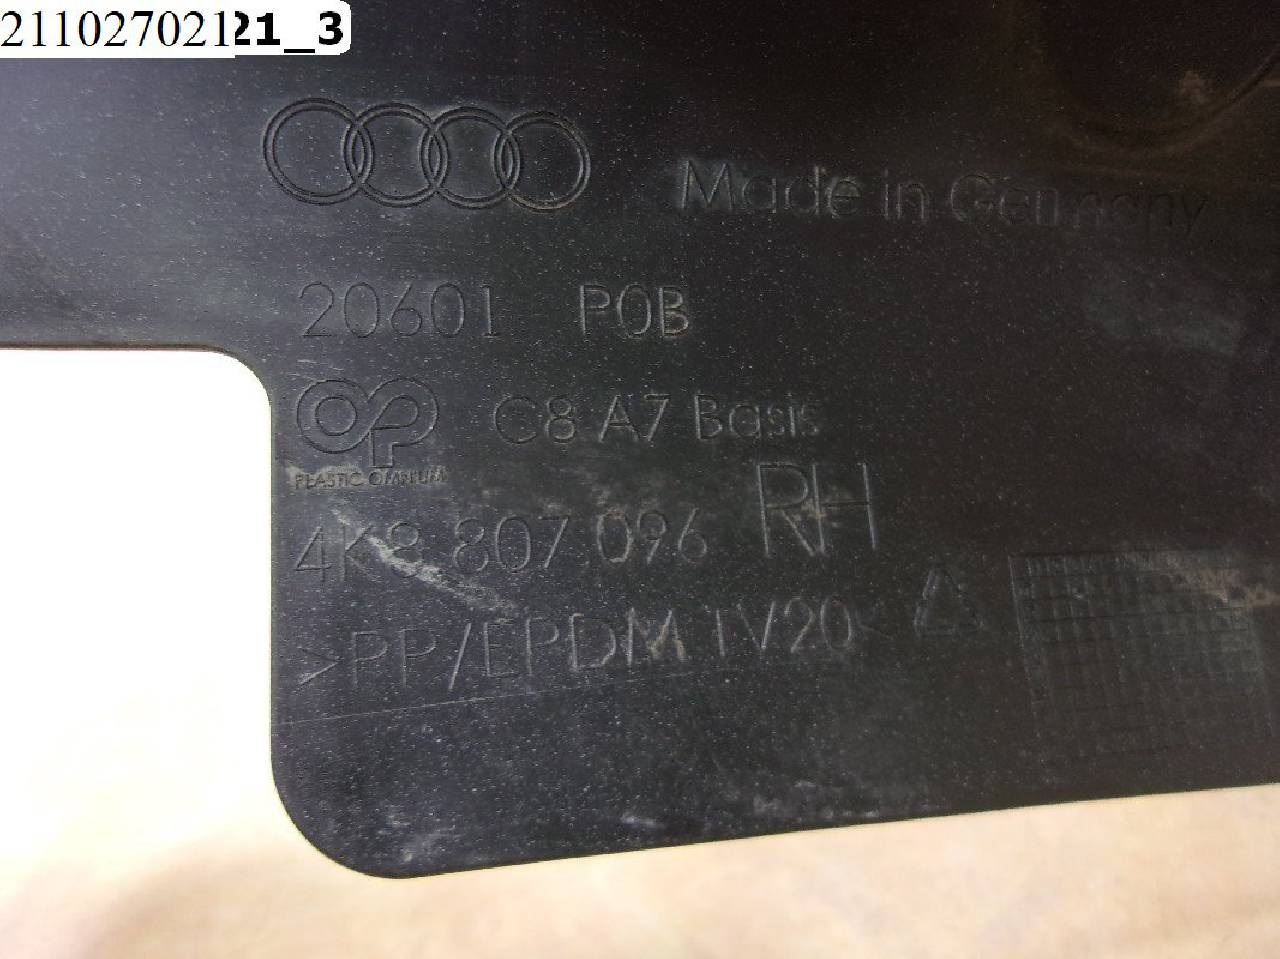 21102702121_3
Made in Germany
20601 P0B
C8 A7 Basis
PLASTIC OMNIUM
4K8 807 096 RH
>PP/EPDM TV20<